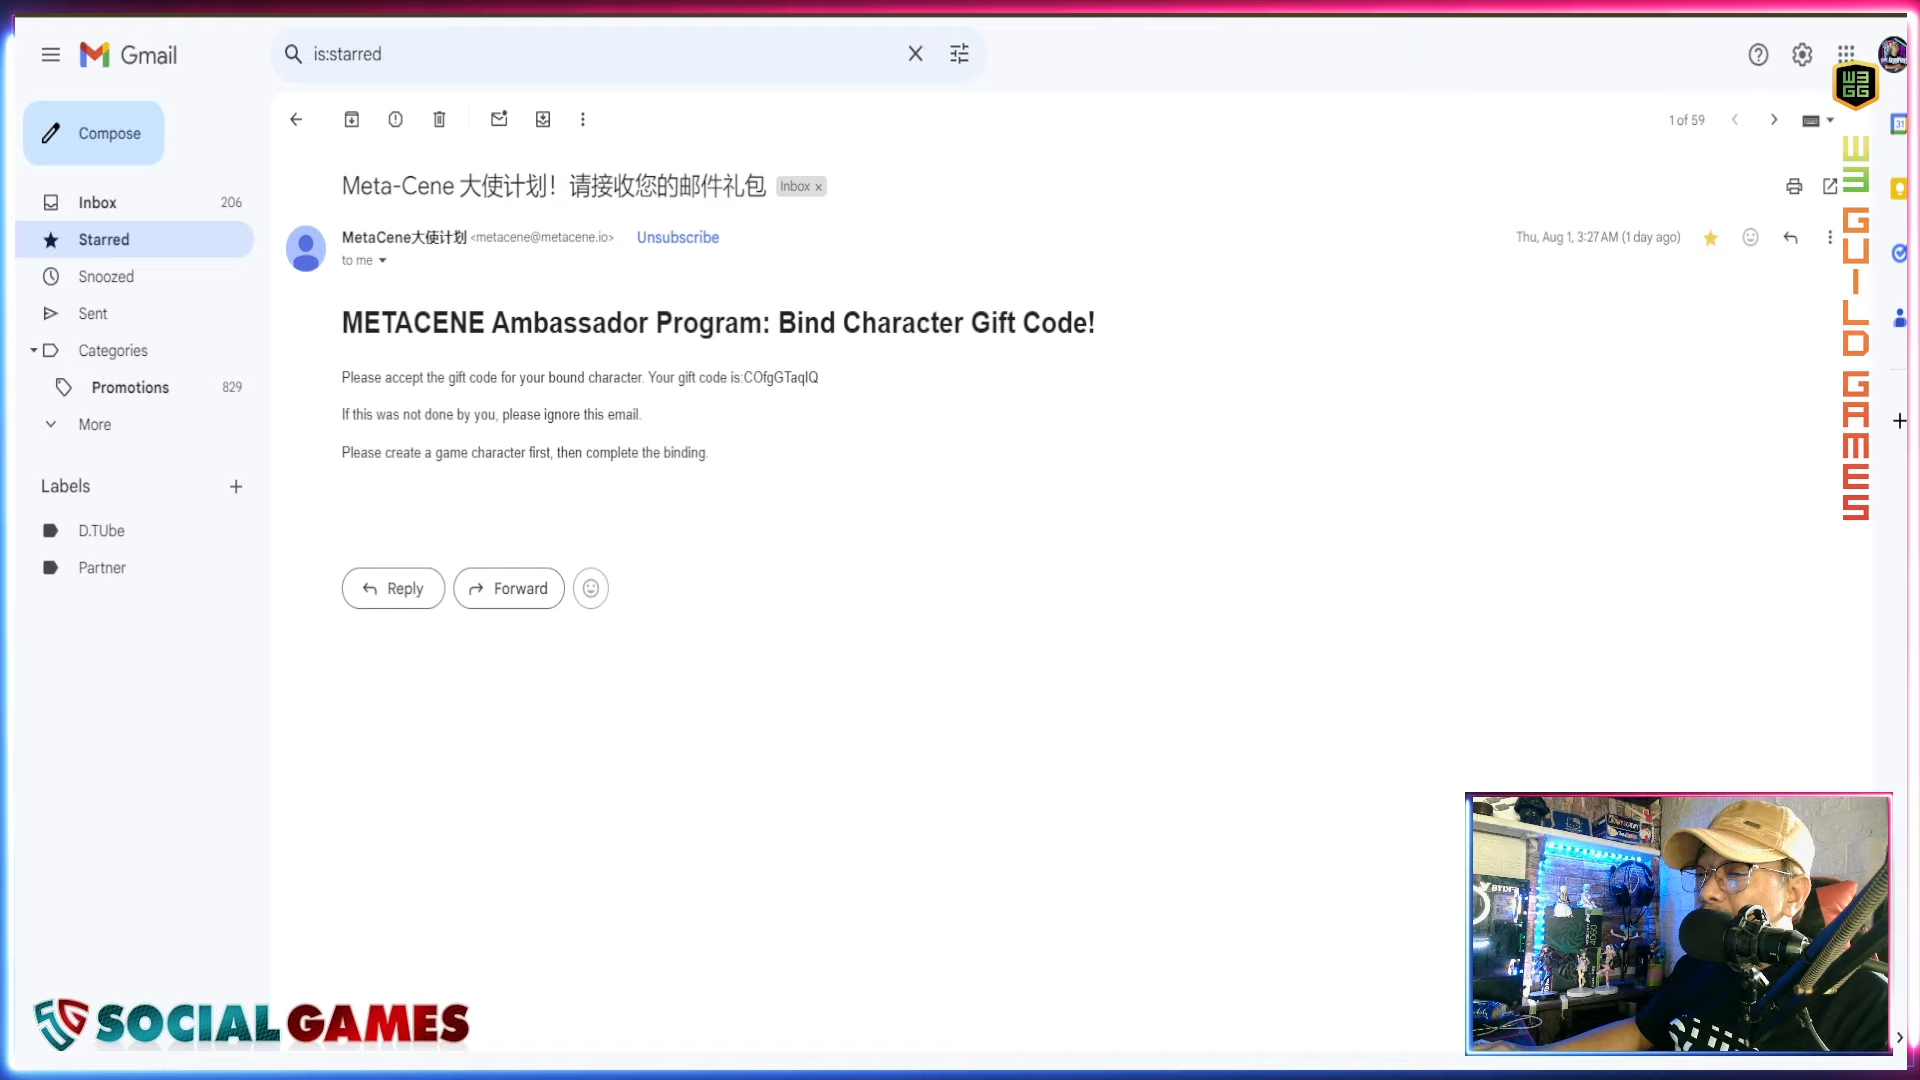 Gmail
is:starred
Compose
1 of 59
Inbox 206
Starred
Snoozed
Sent
Categories
Promotions 829
More
Labels
D.TUbe
Partner
Meta-Cene 大使计划！请接收您的邮件礼包 Inbox x
MetaCene大使计划 <metacene@metacene.io> Unsubscribe
Thu, Aug 1, 3:27 AM (1 day ago)
to me
METACENE Ambassador Program: Bind Character Gift Code!
Please accept the gift code for your bound character. Your gift code is:COfgGTaqIQ
If this was not done by you, please ignore this email.
Please create a game character first, then complete the binding.
Reply
Forward
W3
GG
W3 GUILD GAMES
31
SG SOCIAL GAMES
4060